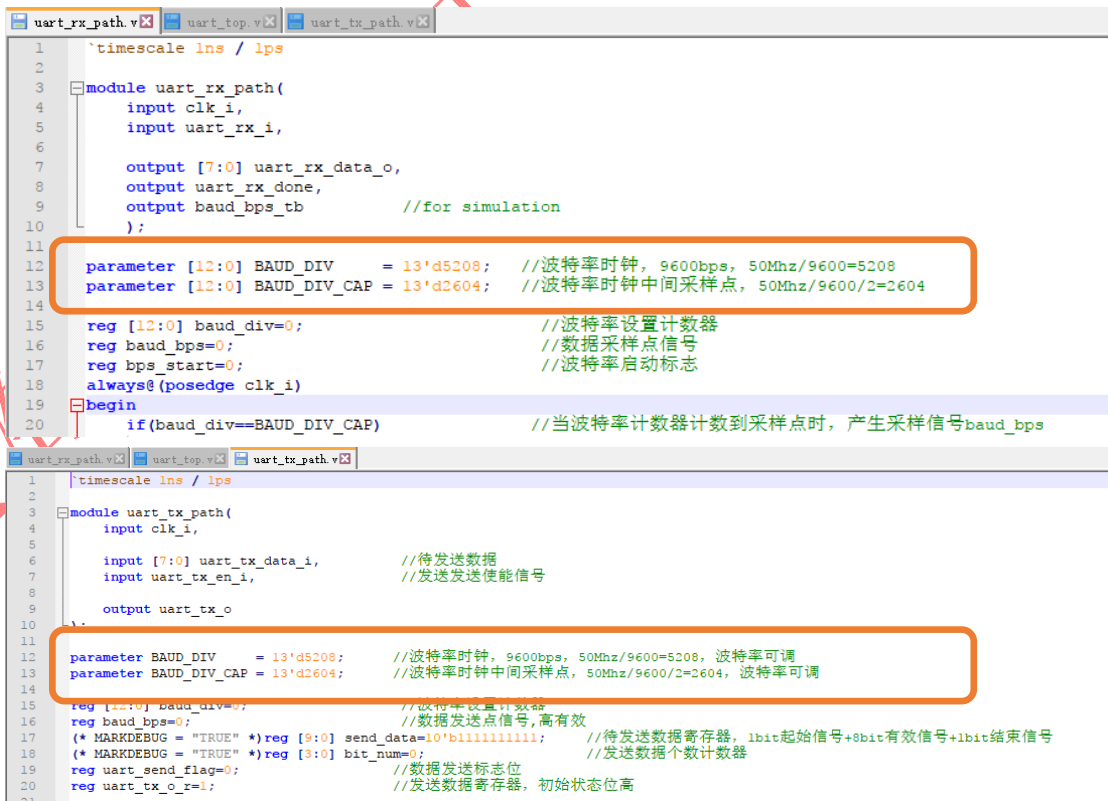 uart_rx_path.v uart_top.v uart_tx_path.v
1 `timescale 1ns / 1ps
2
3 module uart_rx_path(
4 input clk_i,
5 input uart_rx_i,
6
7 output [7:0] uart_rx_data_o,
8 output uart_rx_done,
9 output baud_bps_tb //for simulation
10 );
11
12 parameter [12:0] BAUD_DIV = 13'd5208; //波特率时钟，9600bps，50Mhz/9600=5208
13 parameter [12:0] BAUD_DIV_CAP = 13'd2604; //波特率时钟中间采样点，50Mhz/9600/2=2604
14
15 reg [12:0] baud_div=0; //波特率设置计数器
16 reg baud_bps=0; //数据采样点信号
17 reg bps_start=0; //波特率启动标志
18 always@(posedge clk_i)
19 begin
20 if(baud_div==BAUD_DIV_CAP) //当波特率计数器计数到采样点时，产生采样信号baud_bps
uart_rx_path.v uart_top.v uart_tx_path.v
1 `timescale 1ns / 1ps
2
3 module uart_tx_path(
4 input clk_i,
5
6 input [7:0] uart_tx_data_i, //待发送数据
7 input uart_tx_en_i, //发送发送使能信号
8
9 output uart_tx_o
10 );
11
12 parameter BAUD_DIV = 13'd5208; //波特率时钟，9600bps，50Mhz/9600=5208，波特率可调
13 parameter BAUD_DIV_CAP = 13'd2604; //波特率时钟中间采样点，50Mhz/9600/2=2604，波特率可调
14
15 reg [12:0] baud_div=0; //波特率设置计数器
16 reg baud_bps=0; //数据发送点信号,高有效
17 (* MARKDEBUG = "TRUE" *)reg [9:0] send_data=10'b1111111111; //待发送数据寄存器，1bit起始信号+8bit有效信号+1bit结束信号
18 (* MARKDEBUG = "TRUE" *)reg [3:0] bit_num=0; //发送数据个数计数器
19 reg uart_send_flag=0; //数据发送标志位
20 reg uart_tx_o_r=1; //发送数据寄存器，初始状态位高